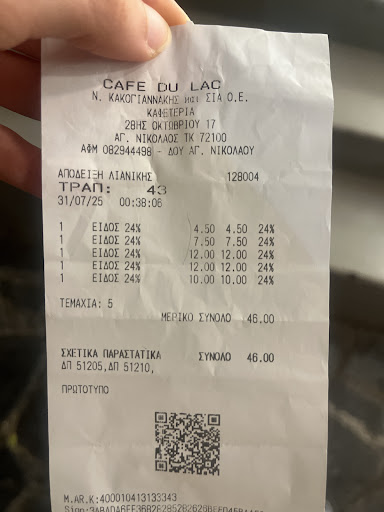 CAFE DU LAC
Ν. ΚΑΚΟΓΙΑΝΝΑΚΗΣ και ΣΙΑ Ο.Ε.
ΚΑΦΕΤΕΡΙΑ
28ΗΣ ΟΚΤΩΒΡΙΟΥ 17
ΑΓ. ΝΙΚΟΛΑΟΣ ΤΚ 72100
ΑΦΜ 082944498 - ΔΟΥ ΑΓ. ΝΙΚΟΛΑΟΥ
ΑΠΟΔΕΙΞΗ ΛΙΑΝΙΚΗΣ 128004
ΤΡΑΠ: 43
31/07/25 00:38:06
1 ΕΙΔΟΣ 24% 4.50 4.50 24%
1 ΕΙΔΟΣ 24% 7.50 7.50 24%
1 ΕΙΔΟΣ 24% 12.00 12.00 24%
1 ΕΙΔΟΣ 24% 12.00 12.00 24%
1 ΕΙΔΟΣ 24% 10.00 10.00 24%
ΤΕΜΑΧΙΑ: 5
ΜΕΡΙΚΟ ΣΥΝΟΛΟ 46.00
ΣΧΕΤΙΚΑ ΠΑΡΑΣΤΑΤΙΚΑ ΣΥΝΟΛΟ 46.00
ΔΠ 51205,ΔΠ 51210,
ΠΡΩΤΟΤΥΠΟ
M.AR.K:400010413133343